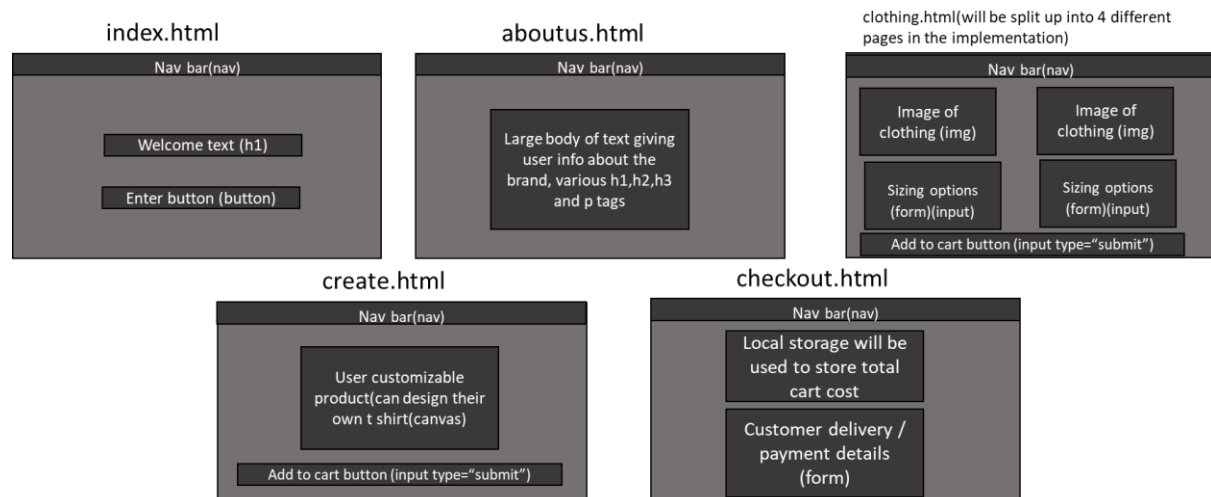 index.html
Nav bar(nav)
Welcome text (h1)
Enter button (button)
aboutus.html
Nav bar(nav)
Large body of text giving
user info about the
brand, various h1,h2,h3
and p tags
clothing.html(will be split up into 4 different
pages in the implementation)
Nav bar(nav)
Image of
clothing (img)
Image of
clothing (img)
Sizing options
(form)(input)
Sizing options
(form)(input)
Add to cart button (input type=“submit”)
create.html
Nav bar(nav)
User customizable
product(can design their
own t shirt(canvas)
Add to cart button (input type=“submit”)
checkout.html
Nav bar(nav)
Local storage will be
used to store total
cart cost
Customer delivery /
payment details
(form)